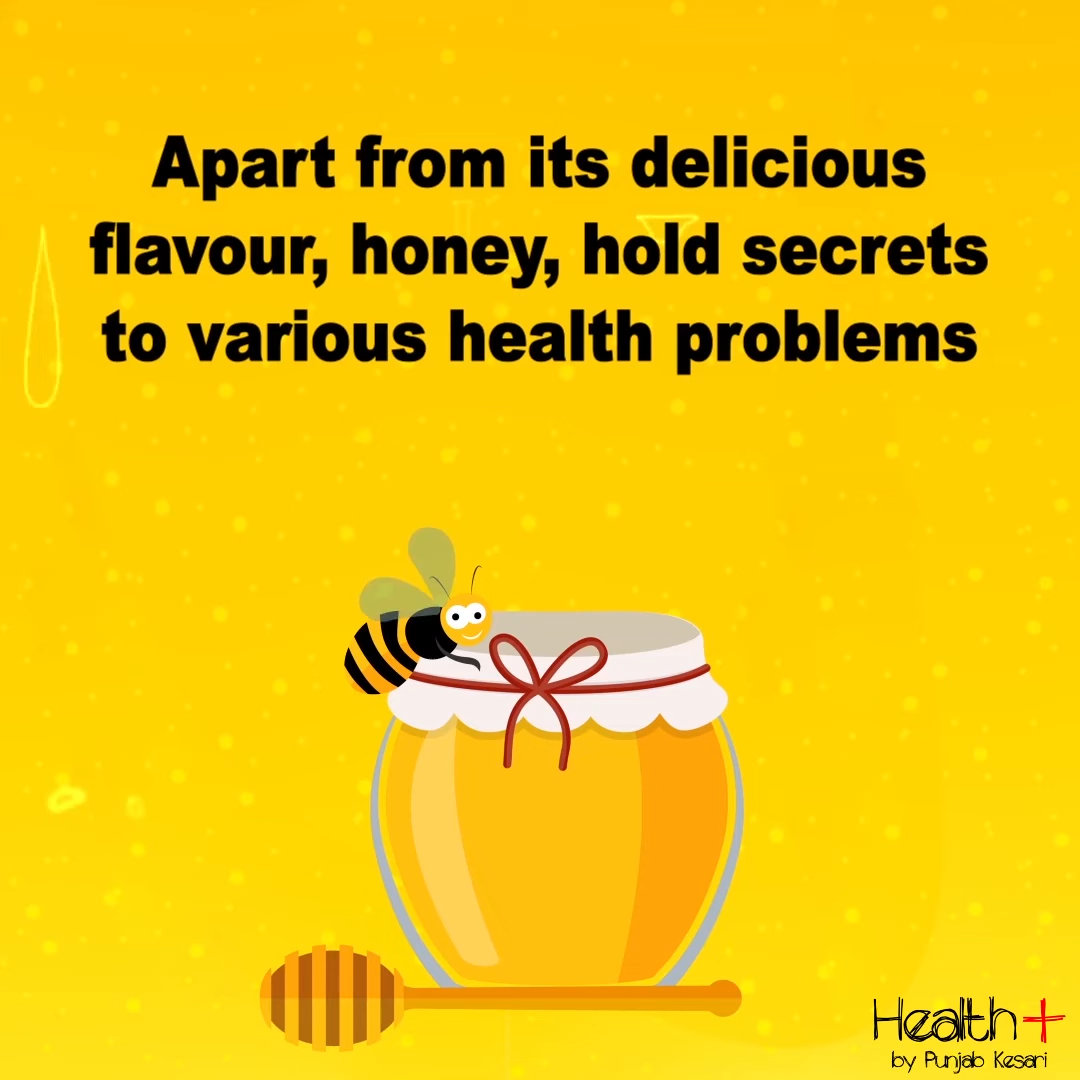 Apart from its delicious
flavour, honey, hold secrets
to various health problems
Health+
by Punjab Kesari